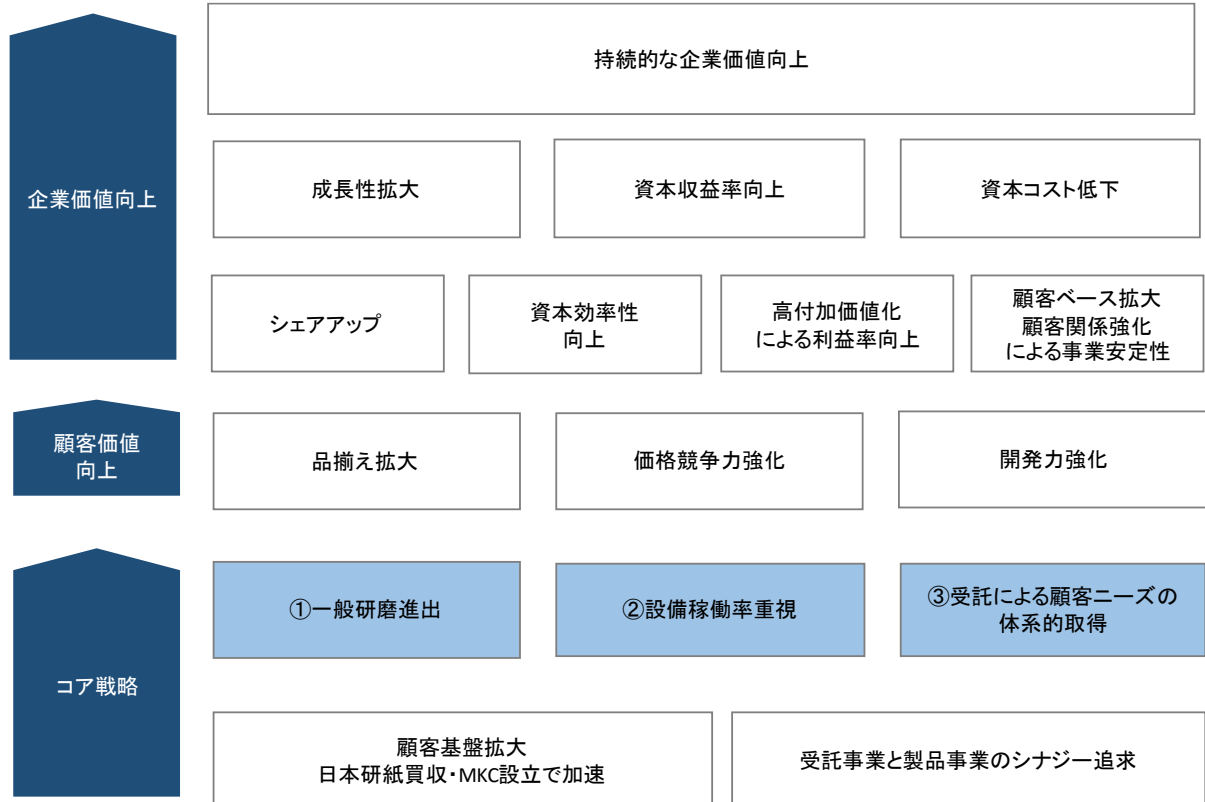 持続的な企業価値向上
企業価値向上
成長性拡大
資本収益率向上
資本コスト低下
シェアアップ
資本効率性
向上
高付加価値化
による利益率向上
顧客ベース拡大
顧客関係強化
による事業安定性
顧客価値
向上
品揃え拡大
価格競争力強化
開発力強化
コア戦略
①一般研磨進出
②設備稼働率重視
③受託による顧客ニーズの
体系的取得
顧客基盤拡大
日本研紙買収・MKC設立で加速
受託事業と製品事業のシナジー追求